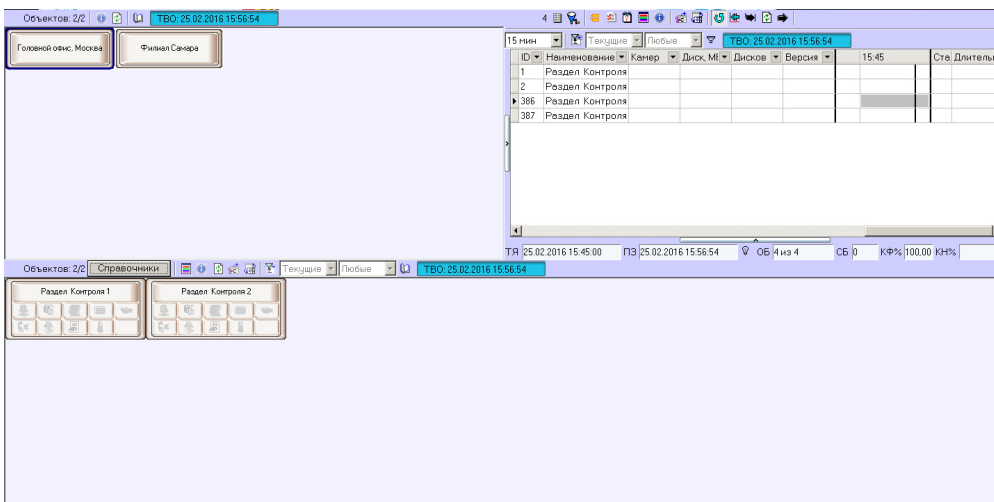 Объектов: 2/2 ТВО: 25.02.2016 15:56:54
Головной офис, Москва Филиал Самара
4
15 мин Текущие Любые ТВО: 25.02.2016 15:56:54
ID Наименование Камер Диск, МБ Дисков Версия 15:45 Ста Длительн
1 Раздел Контроля
2 Раздел Контроля
386 Раздел Контроля
387 Раздел Контроля
ТЯ 25.02.2016 15:45:00 ПЗ 25.02.2016 15:56:54 ОБ 4 из 4 СБ 0 КФ% 100,00 КН%
Объектов: 2/2 Справочники Текущие Любые ТВО: 25.02.2016 15:56:54
Раздел Контроля 1 Раздел Контроля 2